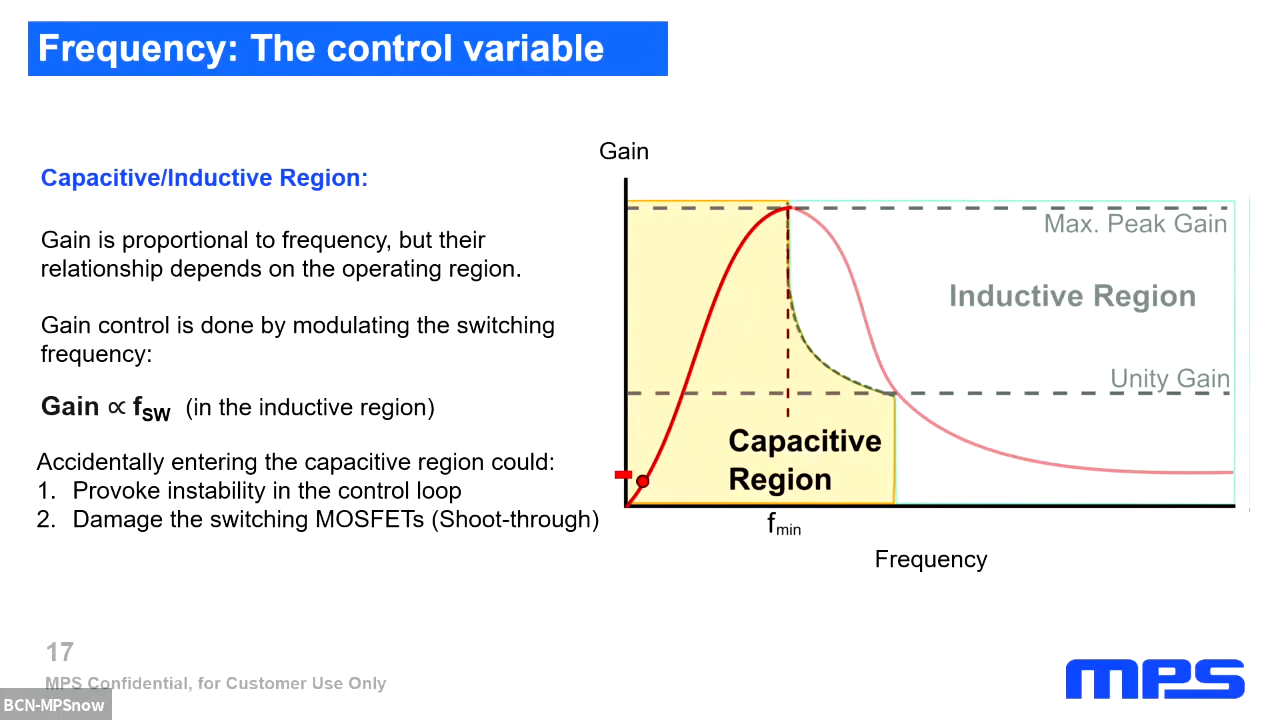 Frequency: The control variable
Capacitive/Inductive Region:
Gain is proportional to frequency, but their
relationship depends on the operating region.
Gain control is done by modulating the switching
frequency:
Gain ∝ fSW (in the inductive region)
Accidentally entering the capacitive region could:
1. Provoke instability in the control loop
2. Damage the switching MOSFETs (Shoot-through)
Gain
Max. Peak Gain
Inductive Region
Unity Gain
Capacitive
Region
fmin
Frequency
17
MPS Confidential, for Customer Use Only
BCN-MPSnow
mps